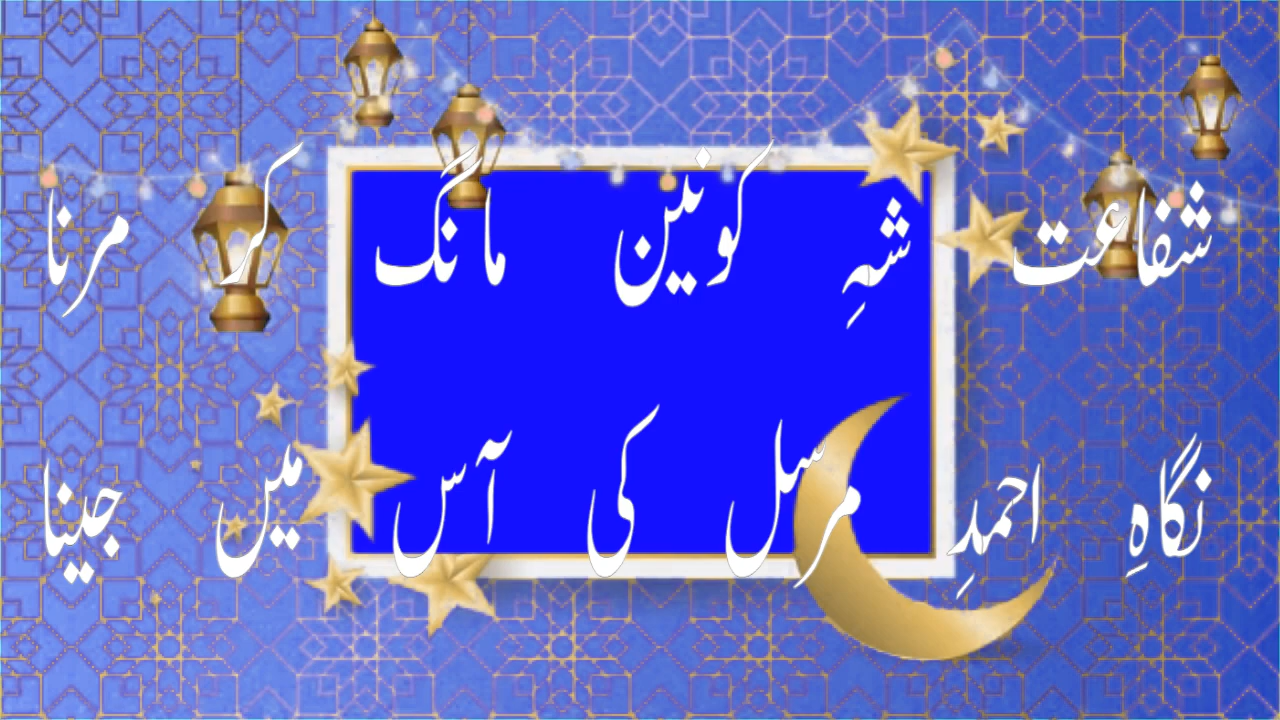 شفاعت شہِ کونین مانگ کر مرنا
نگاہِ احمدِ مرسل کی آس میں جینا